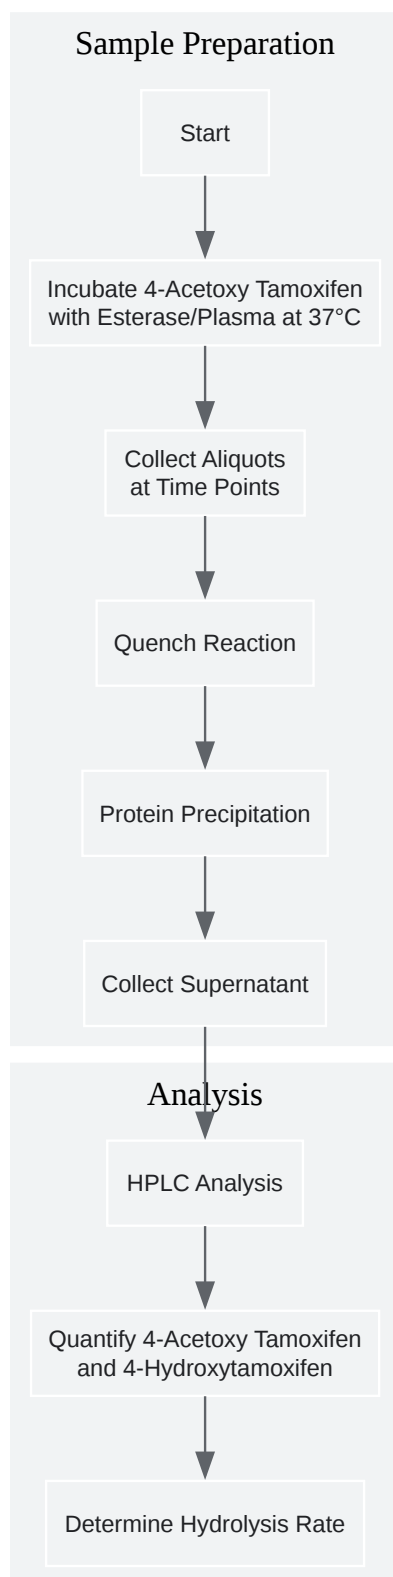 Sample Preparation
Start
Incubate 4-Acetoxy Tamoxifen
with Esterase/Plasma at 37°C
Collect Aliquots
at Time Points
Quench Reaction
Protein Precipitation
Collect Supernatant
Analysis
HPLC Analysis
Quantify 4-Acetoxy Tamoxifen
and 4-Hydroxytamoxifen
Determine Hydrolysis Rate